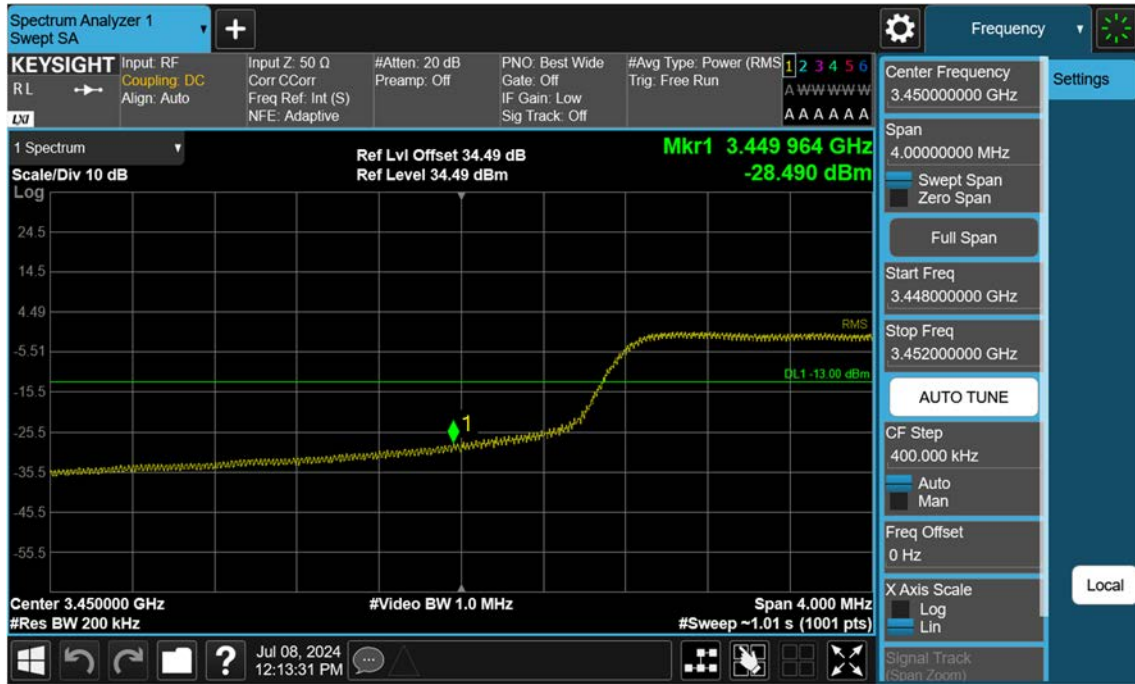 Spectrum Analyzer 1
Swept SA
Frequency
KEYSIGHT
RL
LXI
Input: RF
Coupling: DC
Align: Auto
Input Z: 50 Ω
Corr CCorr
Freq Ref: Int (S)
NFE: Adaptive
#Atten: 20 dB
Preamp: Off
PNO: Best Wide
Gate: Off
IF Gain: Low
Sig Track: Off
#Avg Type: Power (RMS
Trig: Free Run
1 2 3 4 5 6
A W W W W W
A A A A A A
1 Spectrum
Scale/Div 10 dB
Log
Ref Lvl Offset 34.49 dB
Ref Level 34.49 dBm
Mkr1 3.449 964 GHz
-28.490 dBm
24.5
14.5
4.49
-5.51
-15.5
-25.5
-35.5
-45.5
-55.5
RMS
DL1 -13.00 dBm
1
Center 3.450000 GHz
#Res BW 200 kHz
#Video BW 1.0 MHz
Span 4.000 MHz
#Sweep ~1.01 s (1001 pts)
Center Frequency
3.450000000 GHz
Span
4.00000000 MHz
Swept Span
Zero Span
Full Span
Start Freq
3.448000000 GHz
Stop Freq
3.452000000 GHz
AUTO TUNE
CF Step
400.000 kHz
Auto
Man
Freq Offset
0 Hz
X Axis Scale
Log
Lin
Signal Track
(Span Zoom)
Settings
Local
?
Jul 08, 2024
12:13:31 PM